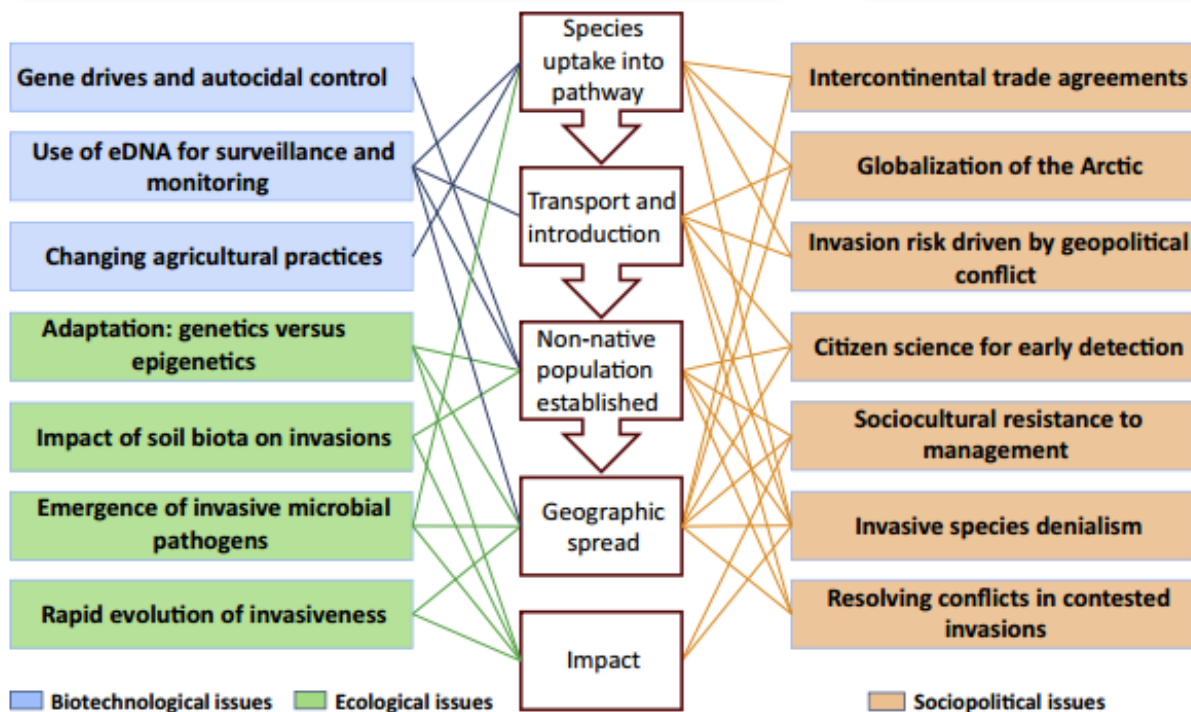 Species
uptake into
pathway
Gene drives and autocidal control
Intercontinental trade agreements
Use of eDNA for surveillance and
monitoring
Globalization of the Arctic
Transport and
introduction
Changing agricultural practices
Invasion risk driven by geopolitical
conflict
Adaptation: genetics versus
epigenetics
Non-native
population
established
Citizen science for early detection
Impact of soil biota on invasions
Sociocultural resistance to
management
Emergence of invasive microbial
pathogens
Geographic
spread
Invasive species denialism
Rapid evolution of invasiveness
Resolving conflicts in contested
invasions
Impact
Biotechnological issues
Ecological issues
Sociopolitical issues